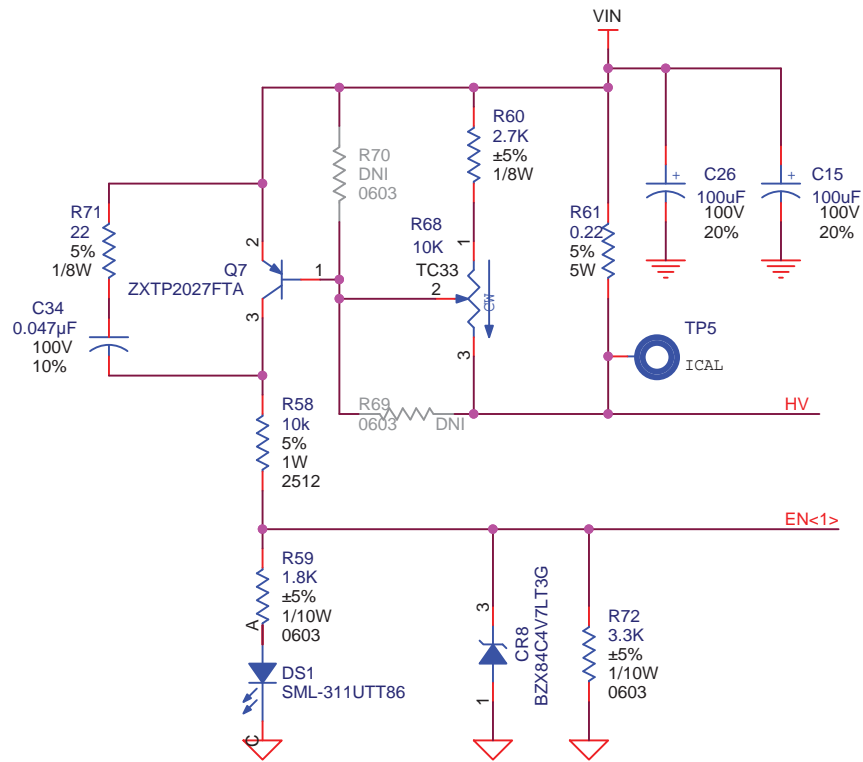 VIN
R60
2.7K
±5%
1/8W
R70
DNI
0603
C26
100uF
100V
20%
C15
100uF
100V
20%
R71
22
5%
1/8W
R68
10K
TC33
1
2
3
CW
R61
0.22
5%
5W
2
Q7
ZXTP2027FTA
1
3
C34
0.047µF
100V
10%
TP5
ICAL
R69
0603
DNI
HV
R58
10k
5%
1W
2512
EN<1>
R59
1.8K
±5%
1/10W
0603
A
DS1
SML-311UTT86
C
3
CR8
BZX84C4V7LT3G
1
R72
3.3K
±5%
1/10W
0603